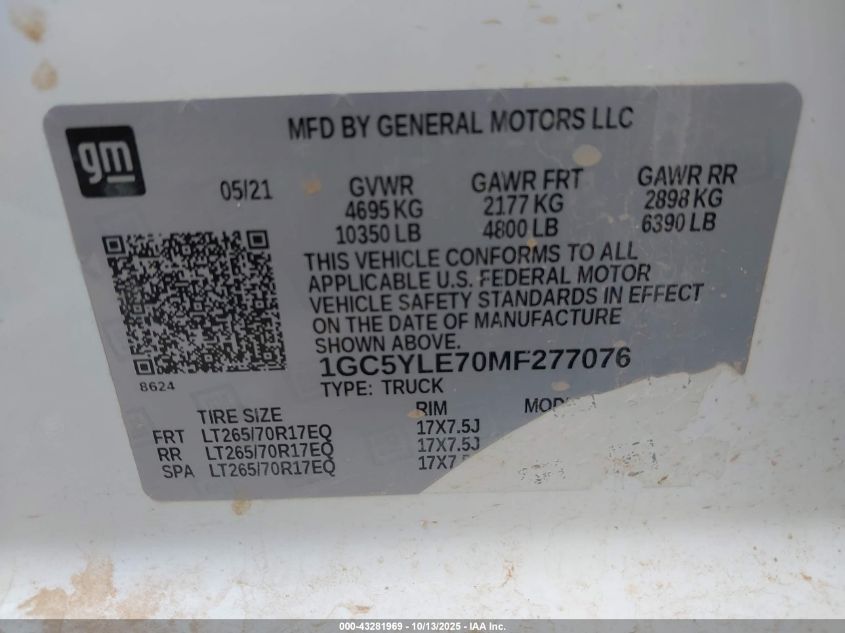 gm
MFD BY GENERAL MOTORS LLC
05/21
GVWR GAWR FRT GAWR RR
4695 KG 2177 KG 2898 KG
10350 LB 4800 LB 6390 LB
THIS VEHICLE CONFORMS TO ALL
APPLICABLE U.S. FEDERAL MOTOR
VEHICLE SAFETY STANDARDS IN EFFECT
ON THE DATE OF MANUFACTURE
SHOWN ABOVE.
1GC5YLE70MF277076
8624
TYPE: TRUCK
TIRE SIZE RIM
FRT LT265/70R17EQ 17X7.5J
RR LT265/70R17EQ 17X7.5J
SPA LT265/70R17EQ
000-43281969 - 10/13/2025 - IAA Inc.